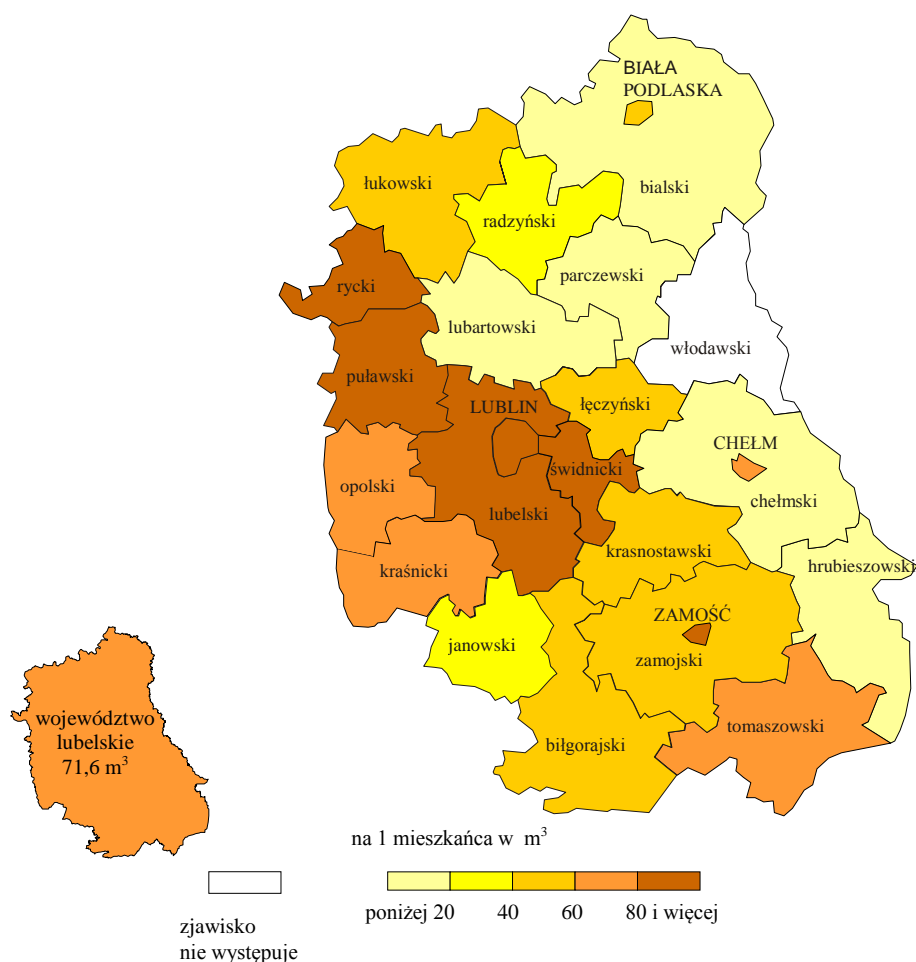 BIAŁA
PODLASKA
łukowski
bialski
radzyński
parczewski
rycki
lubartowski
włodawski
puławski
LUBLIN
łęczyński
CHEŁM
świdnicki
opolski
chełmski
lubelski
krasnostawski
hrubieszowski
kraśnicki
ZAMOŚĆ
janowski
zamojski
województwo
lubelskie
71,6 m³
tomaszowski
biłgorajski
na 1 mieszkańca w m³
poniżej 20 40 60 80 i więcej
zjawisko
nie występuje